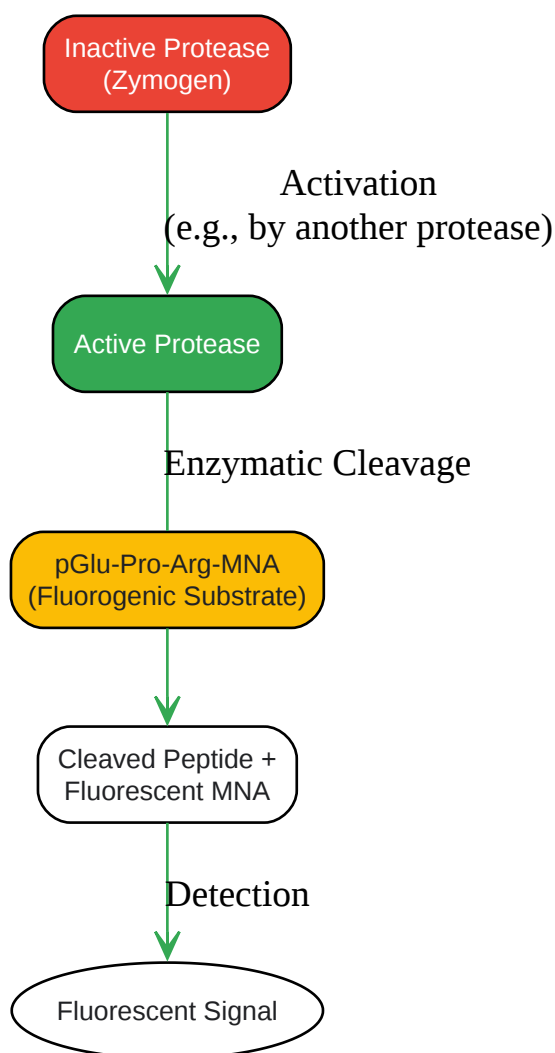 Inactive Protease
(Zymogen)
Activation
(e.g., by another protease)
Active Protease
Enzymatic Cleavage
pGlu-Pro-Arg-MNA
(Fluorogenic Substrate)
Cleaved Peptide +
Fluorescent MNA
Detection
Fluorescent Signal